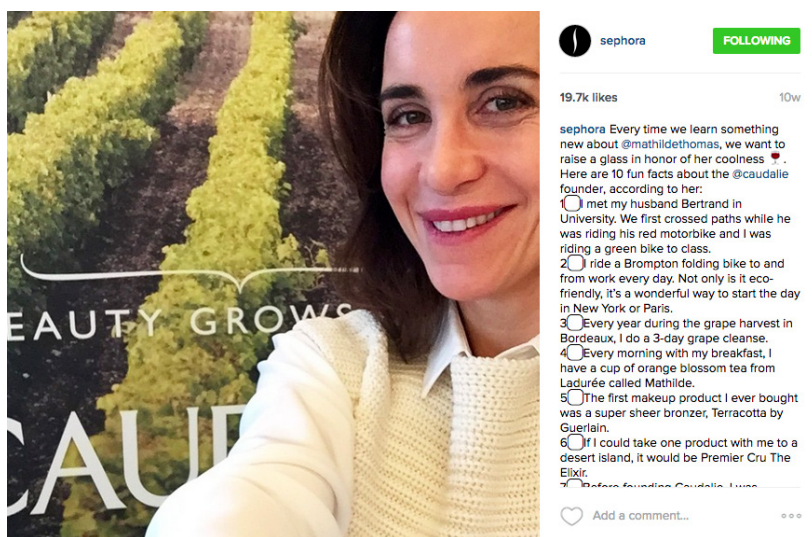 EAUTY GROWS
CAU
sephora
FOLLOWING
19.7k likes
10w
sephora Every time we learn something
new about @mathildethomas, we want to
raise a glass in honor of her coolness 🍷.
Here are 10 fun facts about the @caudalie
founder, according to her:
1 I met my husband Bertrand in
University. We first crossed paths while he
was riding his red motorbike and I was
riding a green bike to class.
2 I ride a Brompton folding bike to and
from work every day. Not only is it eco-
friendly, it's a wonderful way to start the day
in New York or Paris.
3 Every year during the grape harvest in
Bordeaux, I do a 3-day grape cleanse.
4 Every morning with my breakfast, I
have a cup of orange blossom tea from
Ladurée called Mathilde.
5 The first makeup product I ever bought
was a super sheer bronzer, Terracotta by
Guerlain.
6 If I could take one product with me to a
desert island, it would be Premier Cru The
Elixir.
7 Before founding Caudalie, I was
Add a comment...